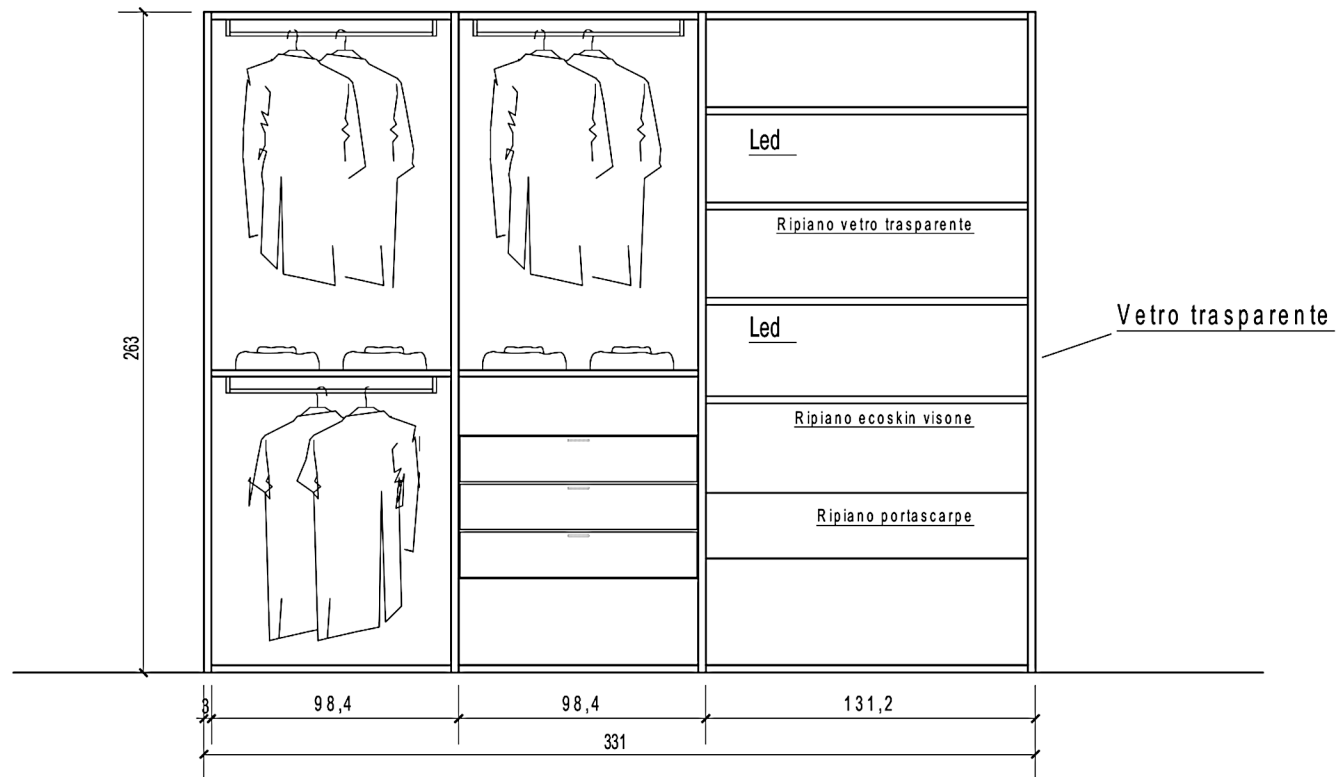 Led
Ripiano vetro trasparente
Vetro trasparente
Led
263
Ripiano ecoskin visone
Ripiano portascarpe
3
98,4
98,4
131,2
331